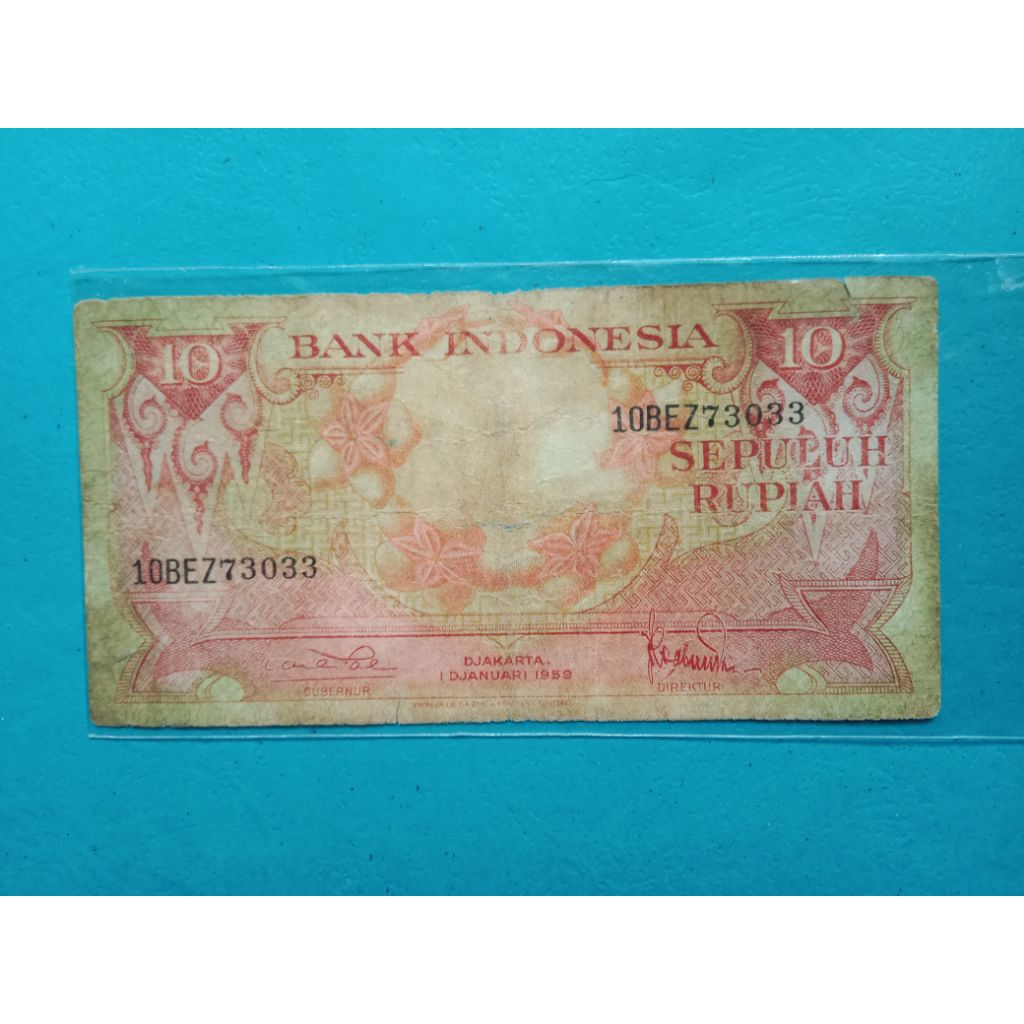 10 BANK INDONESIA 10
10BEZ73033
SEPULUH
RUPIAH
10BEZ73033
DJAKARTA,
1 DJANUARI 1959
GUBERNUR
DIREKTUR